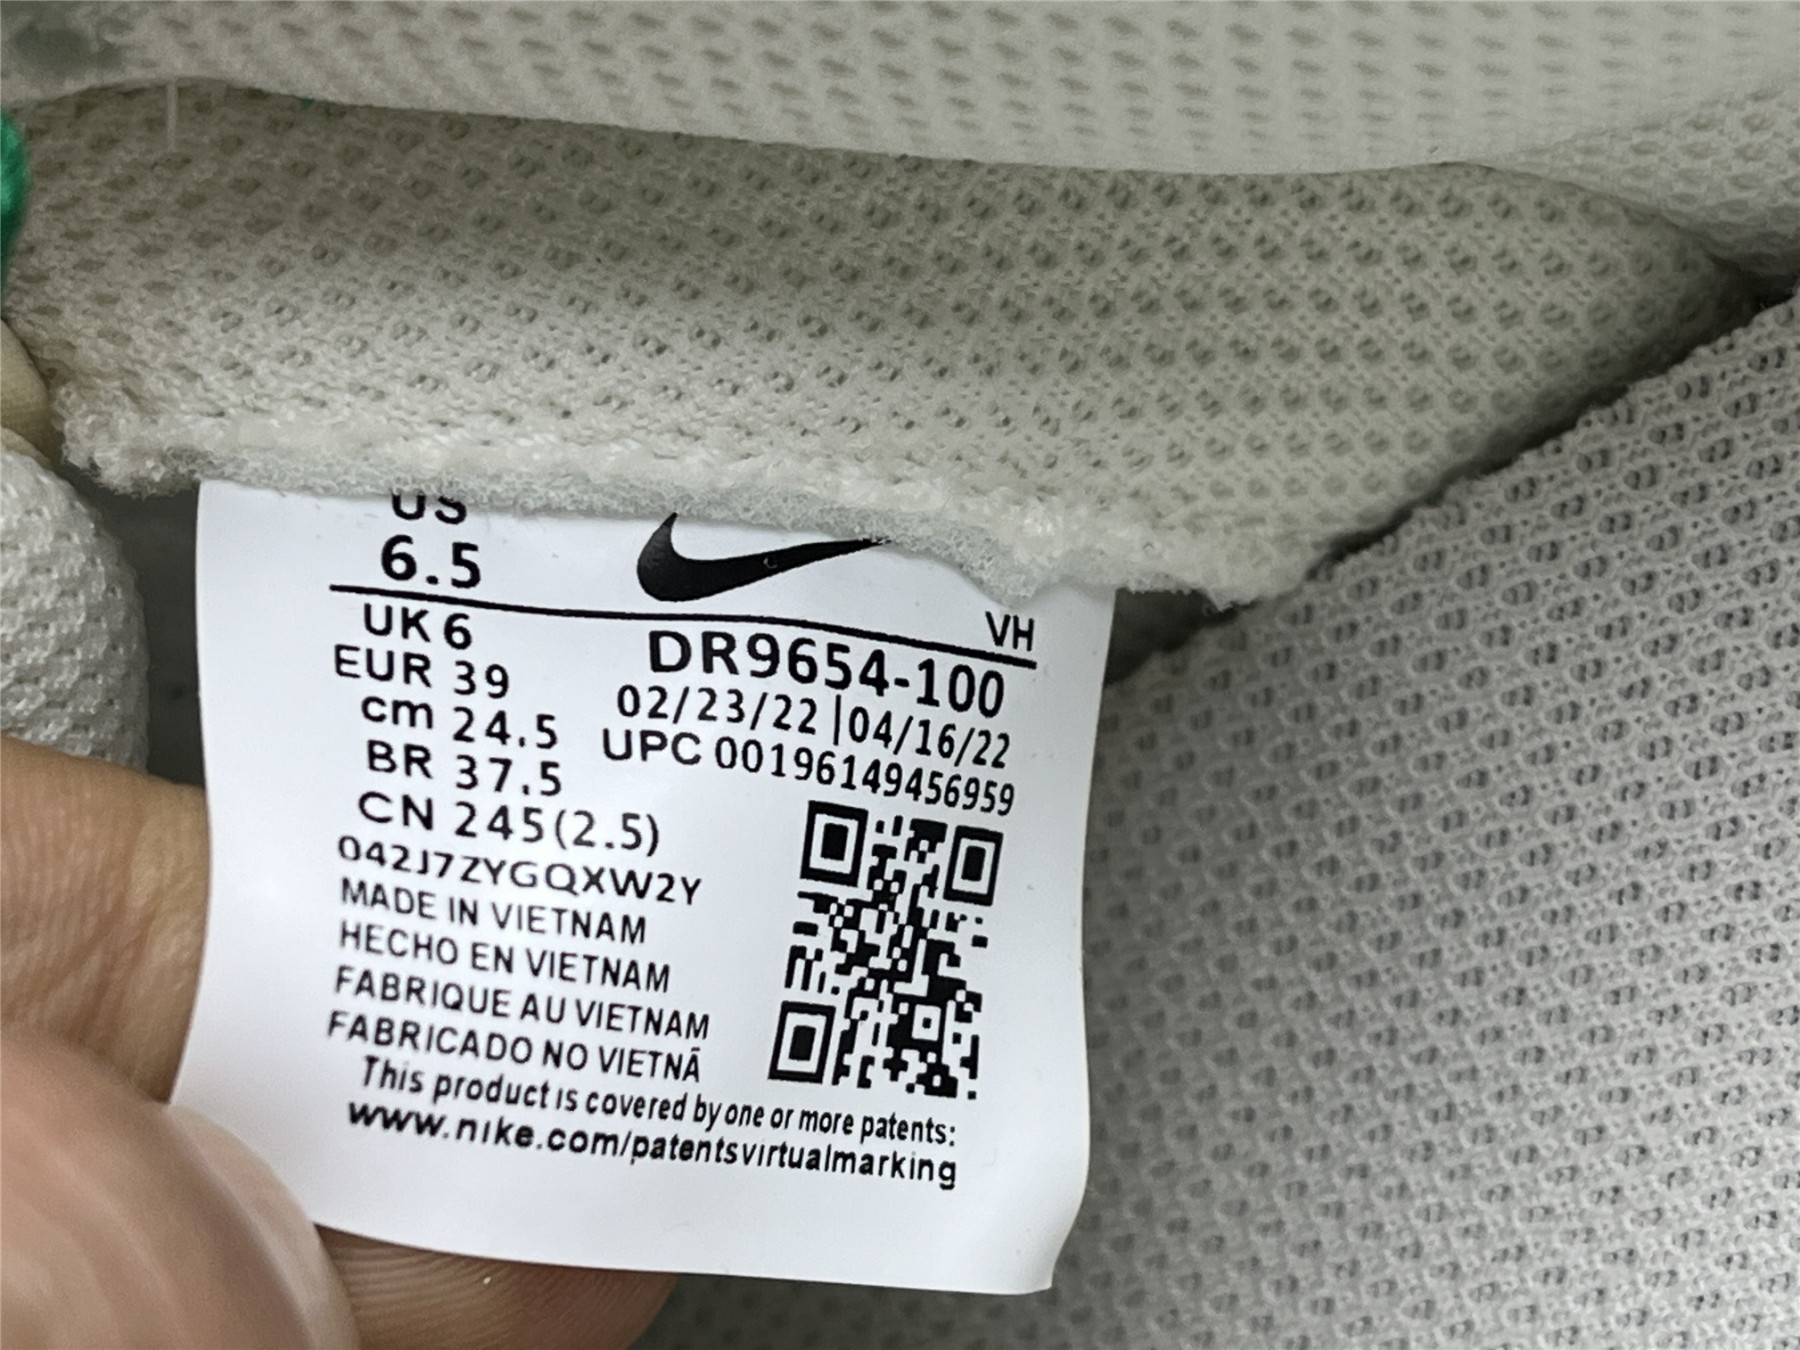 US
6.5
UK 6
EUR 39
cm 24.5
BR 37.5
CN 245(2.5)
VH
DR9654-100
02/23/22 | 04/16/22
UPC 00196149456959
042J7ZYGQXW2Y
MADE IN VIETNAM
HECHO EN VIETNAM
FABRIQUE AU VIETNAM
FABRICADO NO VIETNÃ
This product is covered by one or more patents:
www.nike.com/patentsvirtualmarking